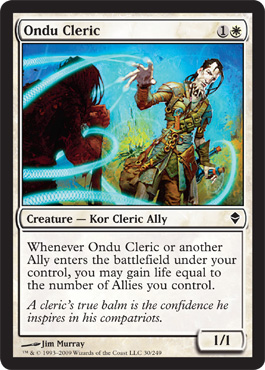 Ondu Cleric 1
Creature — Kor Cleric Ally
Whenever Ondu Cleric or another
Ally enters the battlefield under your
control, you may gain life equal to
the number of Allies you control.
A cleric's true balm is the confidence he
inspires in his compatriots.
Jim Murray
1/1
™ & © 1993–2009 Wizards of the Coast LLC 30/249